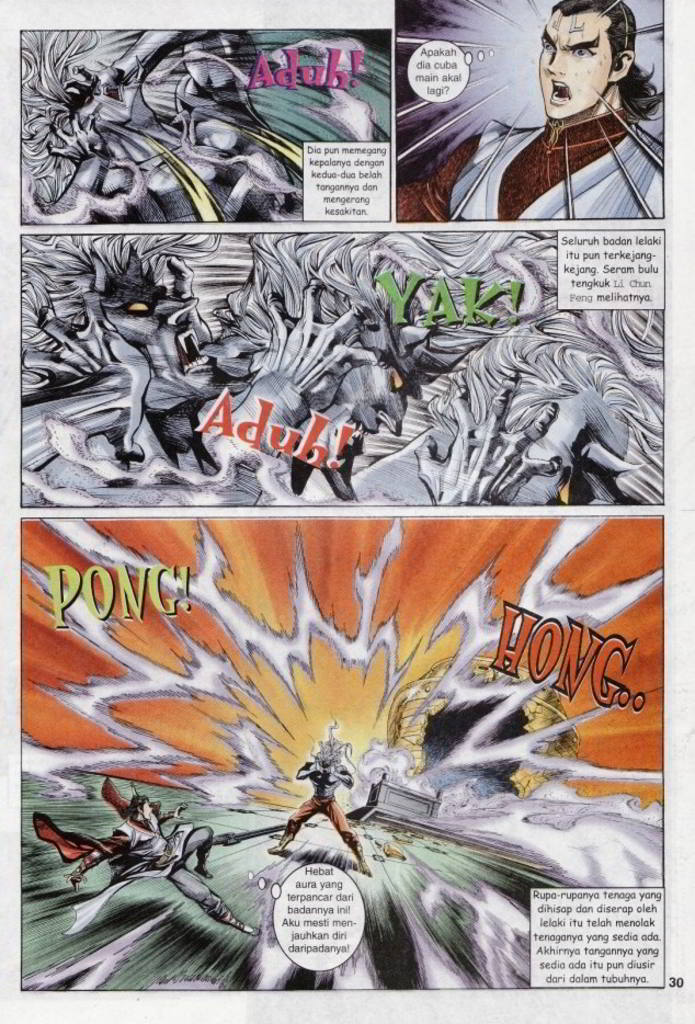 Aduh!
Dia pun memegang
kepalanya dengan
kedua-dua belah
tangannya dan
mengerang
kesakitan.
Apakah
dia cuba
main akal
lagi?
YAK!
Seluruh badan lelaki
itu pun terkejang-
kejang. Seram bulu
tengkuk Li Chun
Feng melihatnya.
Aduh!
PONG!
HONG..
Hebat
aura yang
terpancar dari
badannya ini!
Aku mesti men-
jauhkan diri
daripadanya!
Rupa-rupanya tenaga yang
dihisap dan diserap oleh
lelaki itu telah menolak
tenaganya yang sedia ada.
Akhirnya tangannya yang
sedia ada itu pun diusir
dari dalam tubuhnya.
30